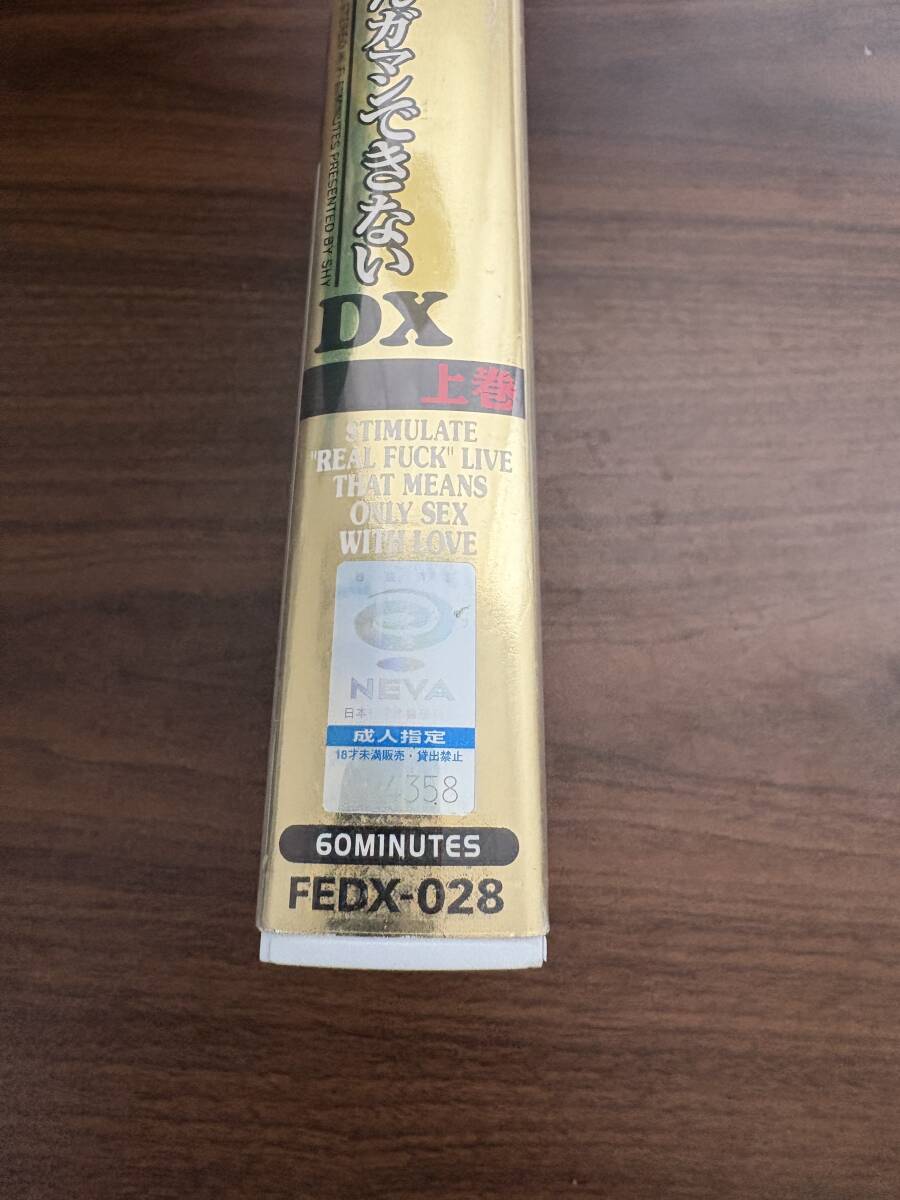 ガマンできない
MINUTES PRESENTED BY SHY
DX
上巻
STIMULATE
"REAL FUCK" LIVE
THAT MEANS
ONLY SEX
WITH LOVE
NEVA
日本
成人指定
18才未満販売・貸出禁止
4358
60MINUTES
FEDX-028